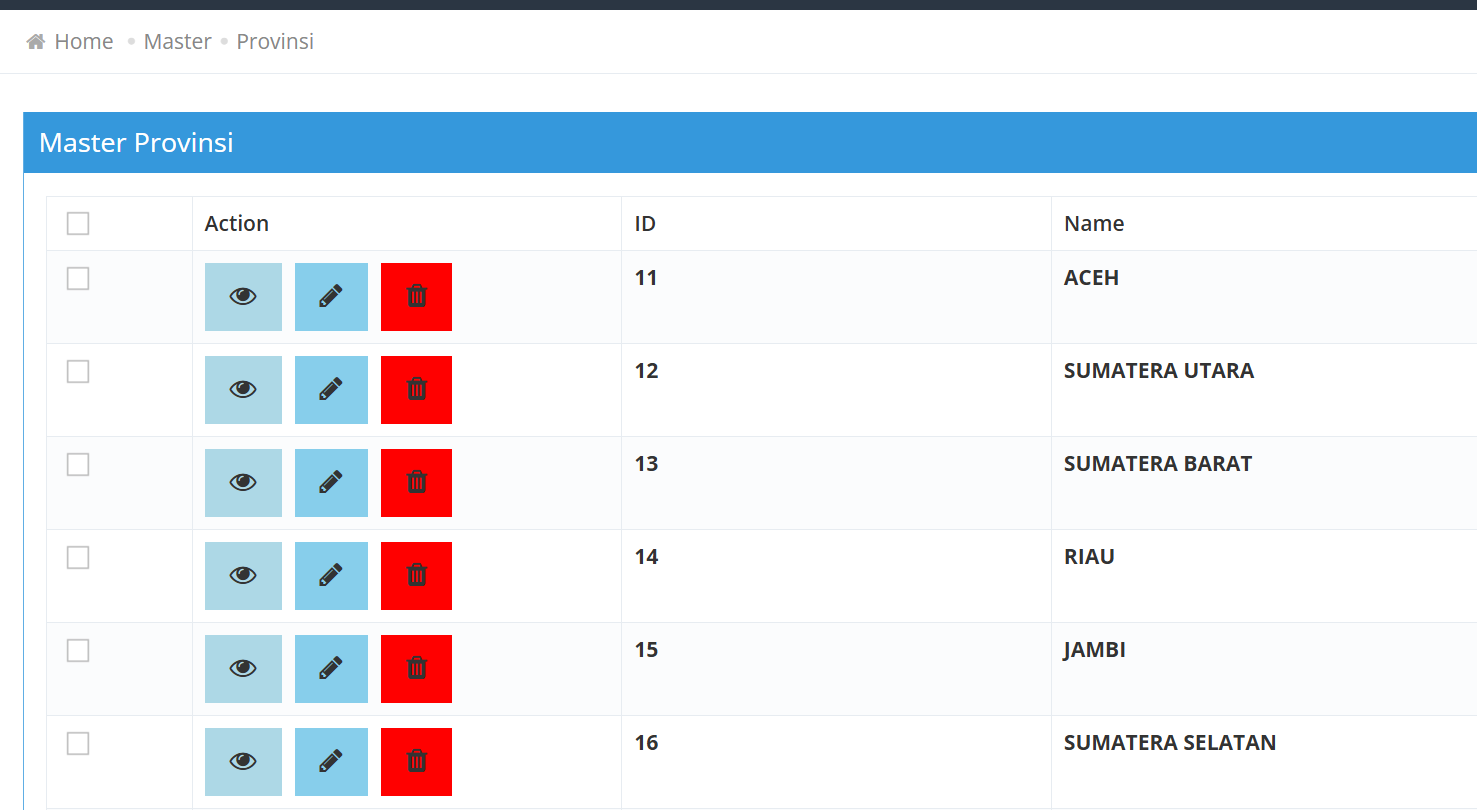 Home Master Provinsi
Master Provinsi
Action ID Name
11 ACEH
12 SUMATERA UTARA
13 SUMATERA BARAT
14 RIAU
15 JAMBI
16 SUMATERA SELATAN